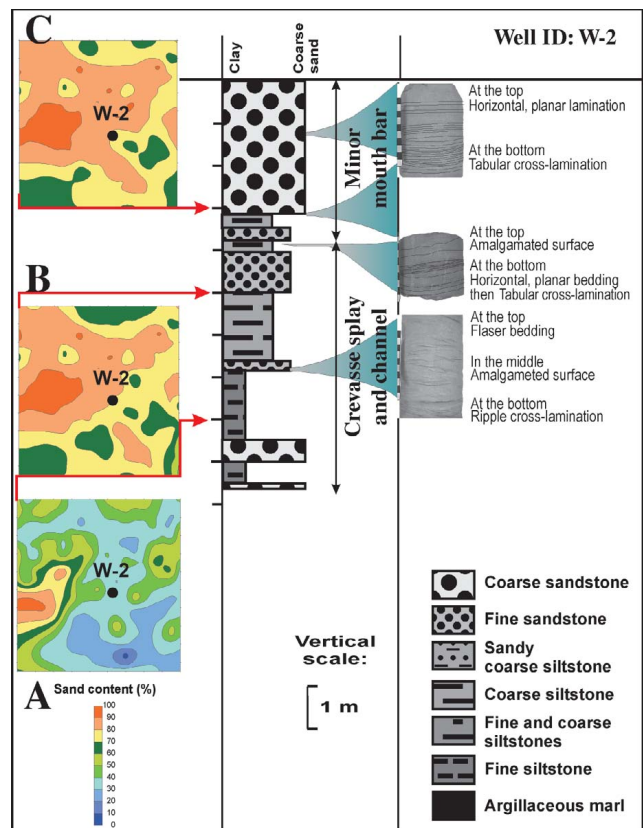 C
Clay
Coarse
sand
Well ID: W-2
W-2
Minor
mouth bar
At the top
Horizontal, planar lamination
At the bottom
Tabular cross-lamination
At the top
Amalgamated surface
At the bottom
Horizontal, planar bedding
then Tabular cross-lamination
B
W-2
Crevasse splay
and channel
At the top
Flaser bedding
In the middle
Amalgameted surface
At the bottom
Ripple cross-lamination
W-2
A
Sand content (%)
100
90
80
70
60
50
40
30
20
10
0
Vertical
scale:
1 m
Coarse sandstone
Fine sandstone
Sandy
coarse siltstone
Coarse siltstone
Fine and coarse
siltstones
Fine siltstone
Argillaceous marl